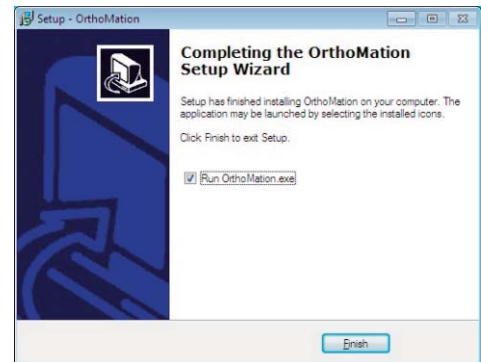 Setup - OrthoMation
Completing the OrthoMation
Setup Wizard
Setup has finished installing OrthoMation on your computer. The
application may be launched by selecting the installed icons.
Click Finish to exit Setup.
Run OrthoMation.exe
Finish